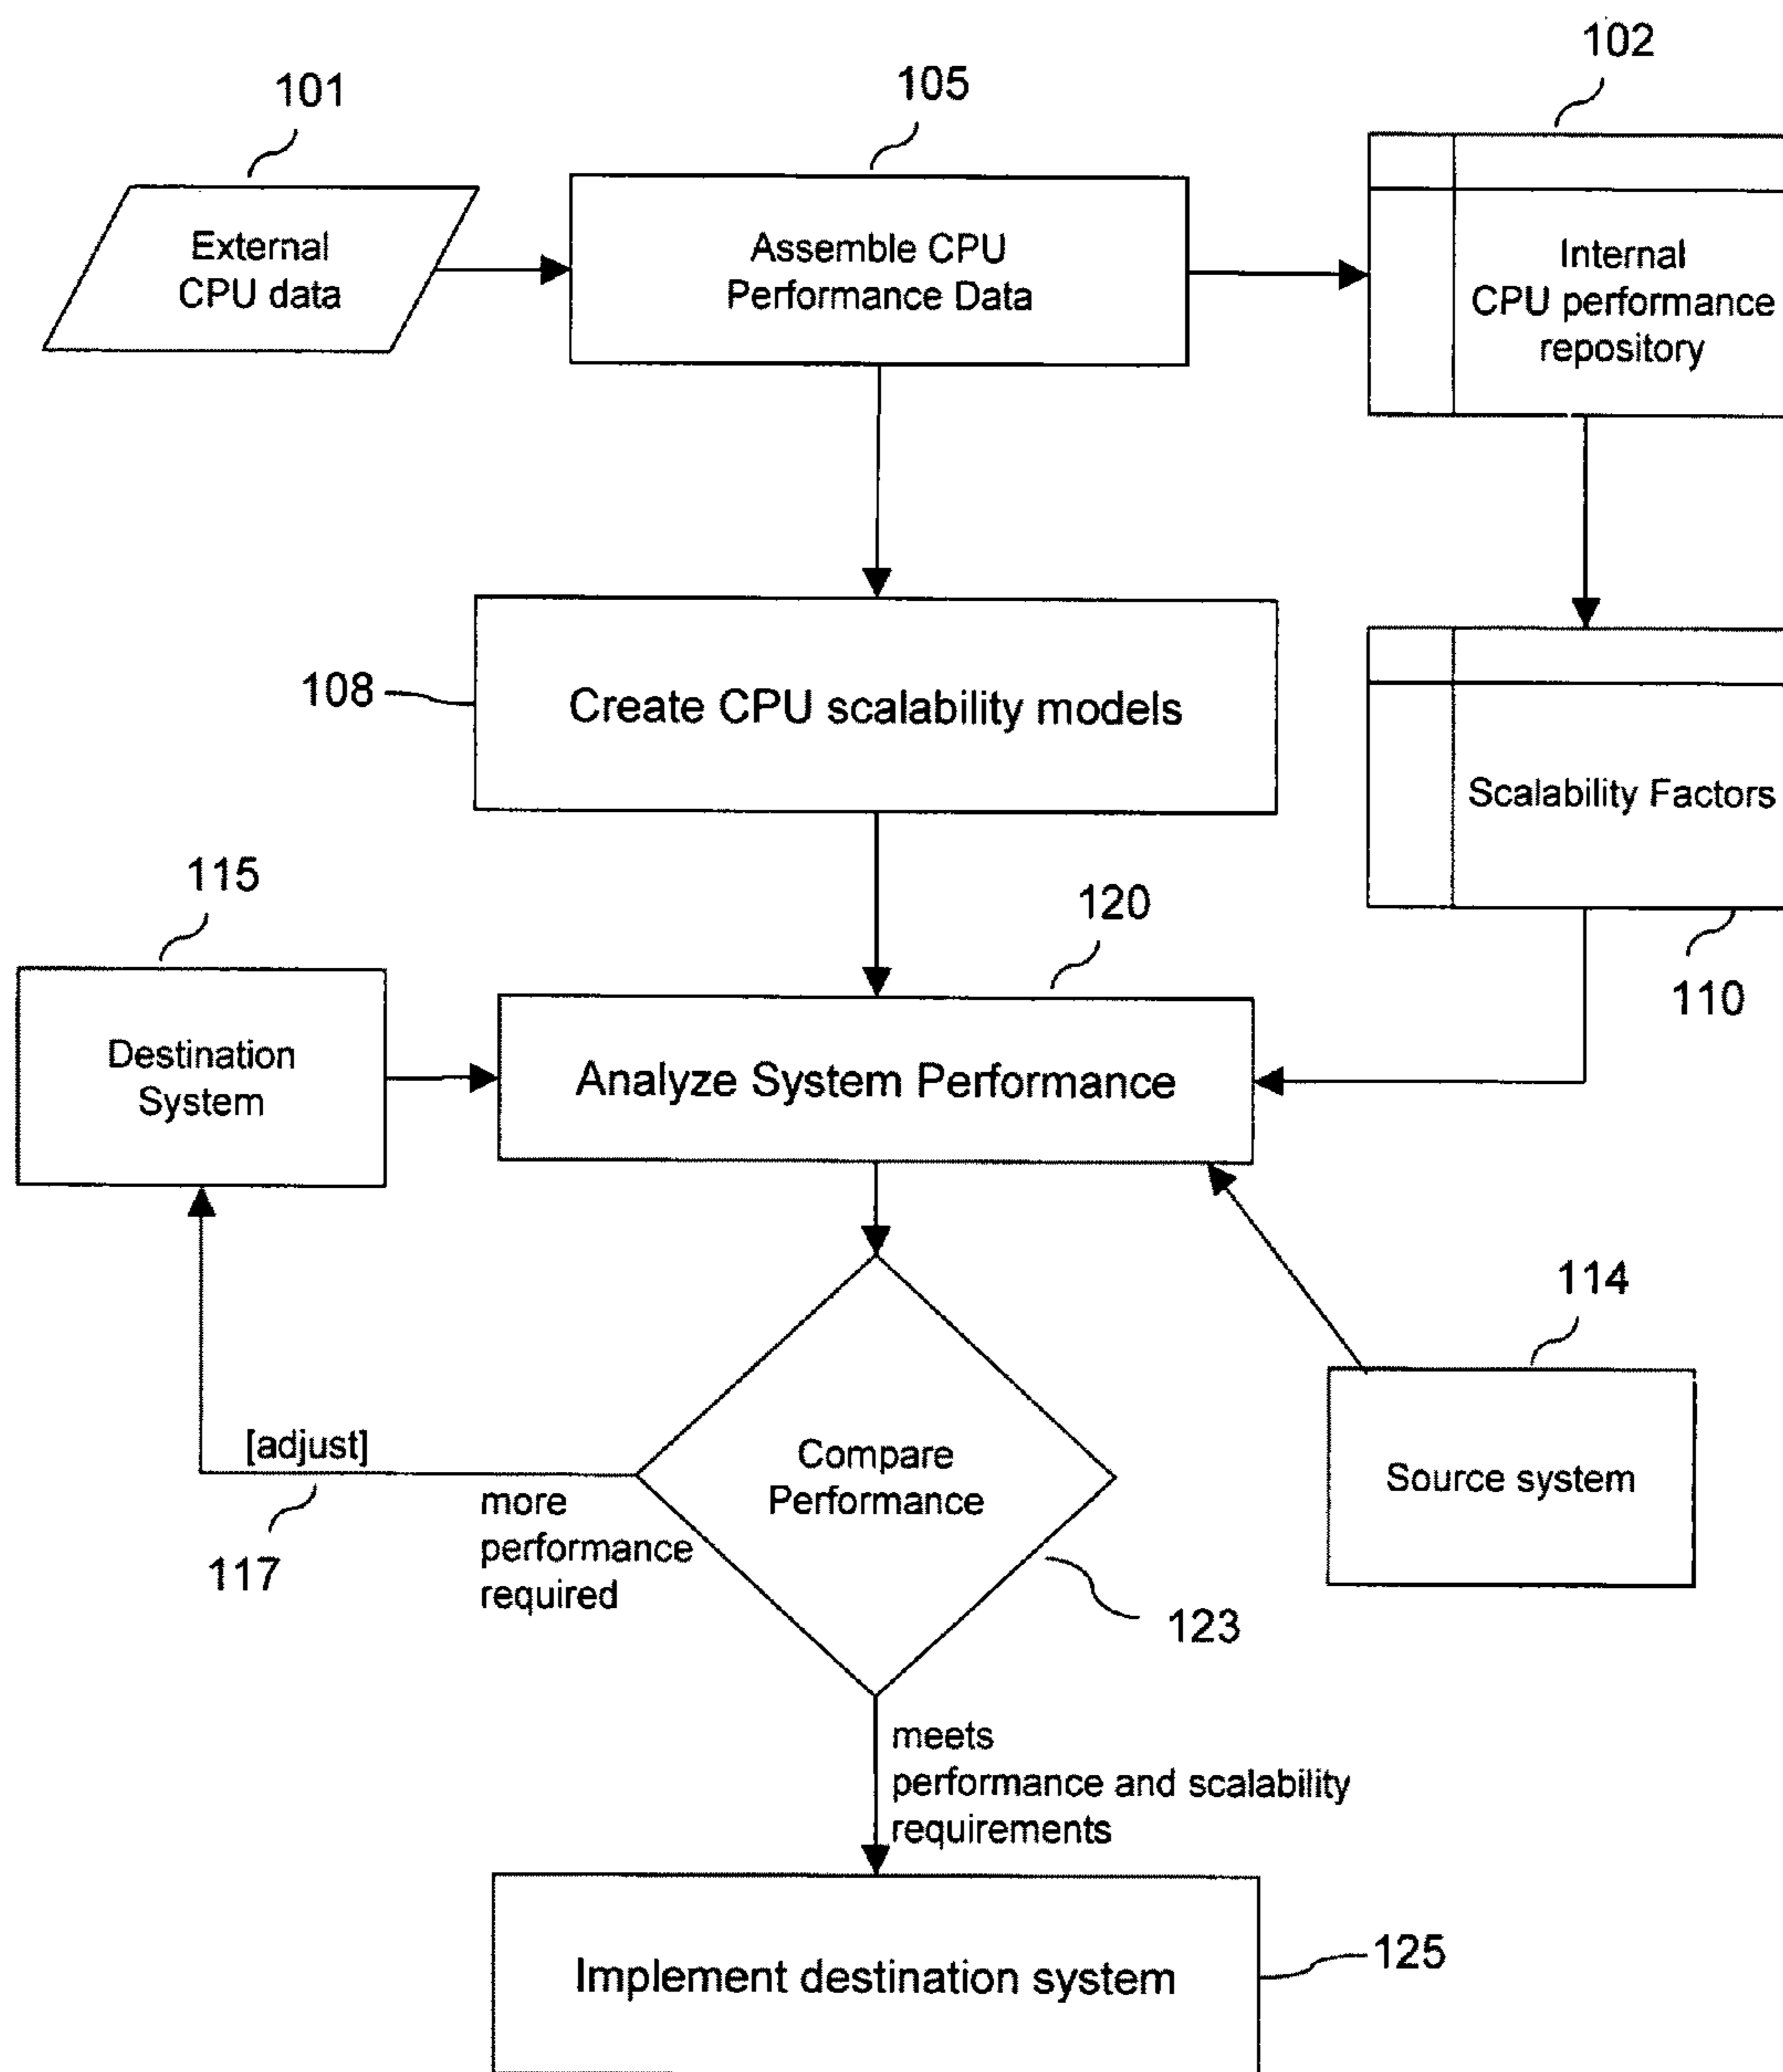 102
101
105
External
CPU data
Assemble CPU
Performance Data
Internal
CPU performance
repository
108
Create CPU scalability models
Scalability Factors
115
120
110
Destination
System
Analyze System Performance
114
[adjust]
117
more
performance
required
Compare
Performance
Source system
123
meets
performance and scalability
requirements
Implement destination system
125